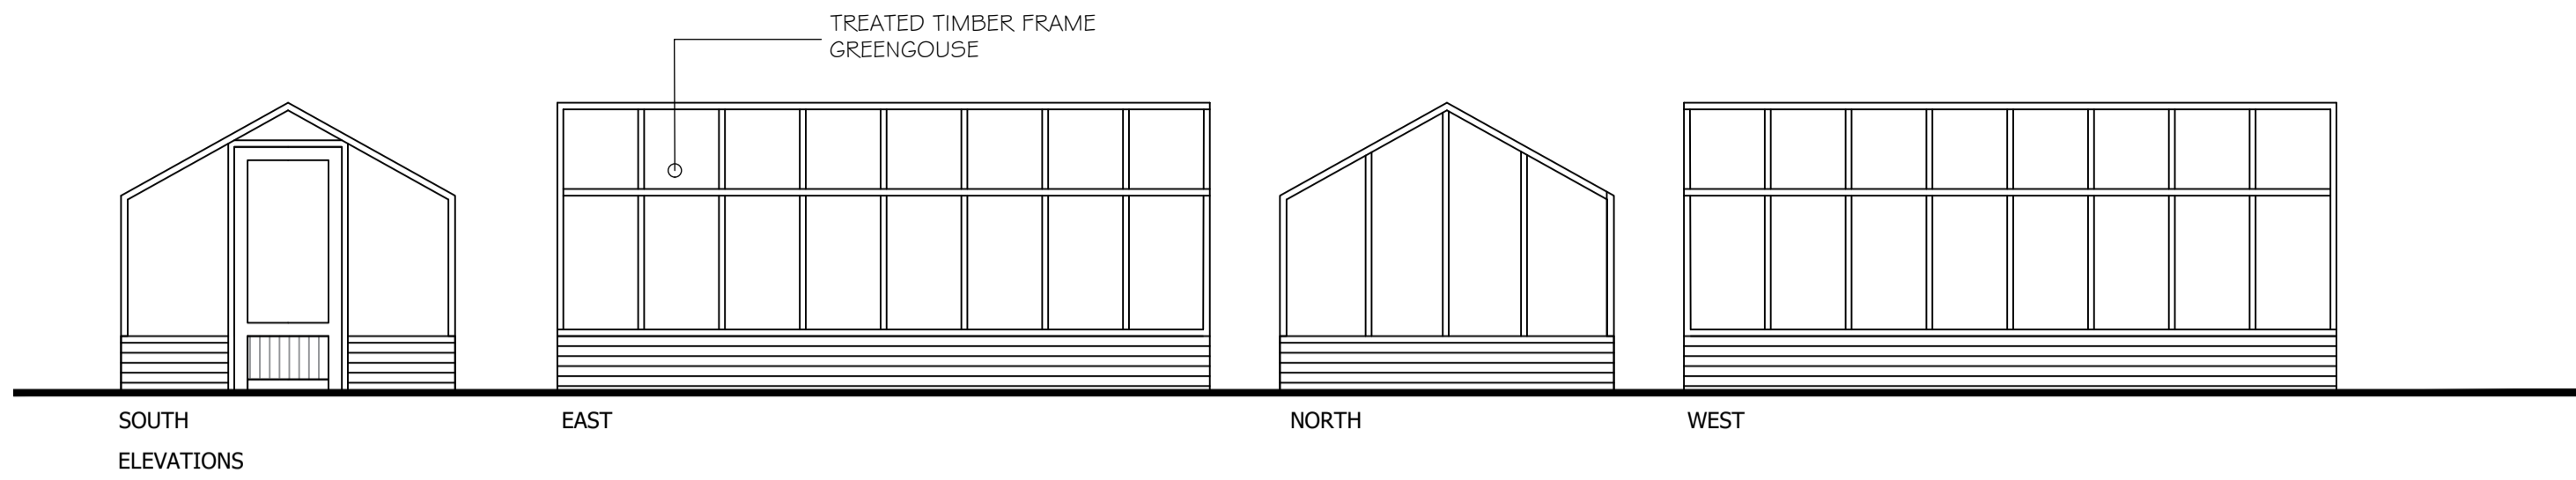 TREATED TIMBER FRAME
GREENGOUSE
SOUTH
EAST
NORTH
WEST
ELEVATIONS